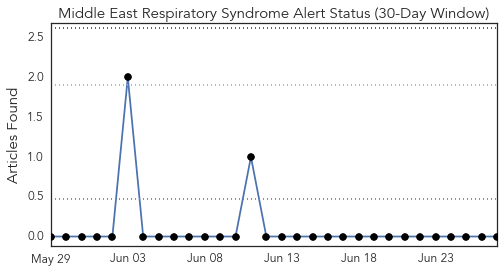 Middle East Respiratory Syndrome Alert Status (30-Day Window)
Articles Found
2.5
2.0
1.5
1.0
0.5
0.0
May 29
Jun 03
Jun 08
Jun 13
Jun 18
Jun 23